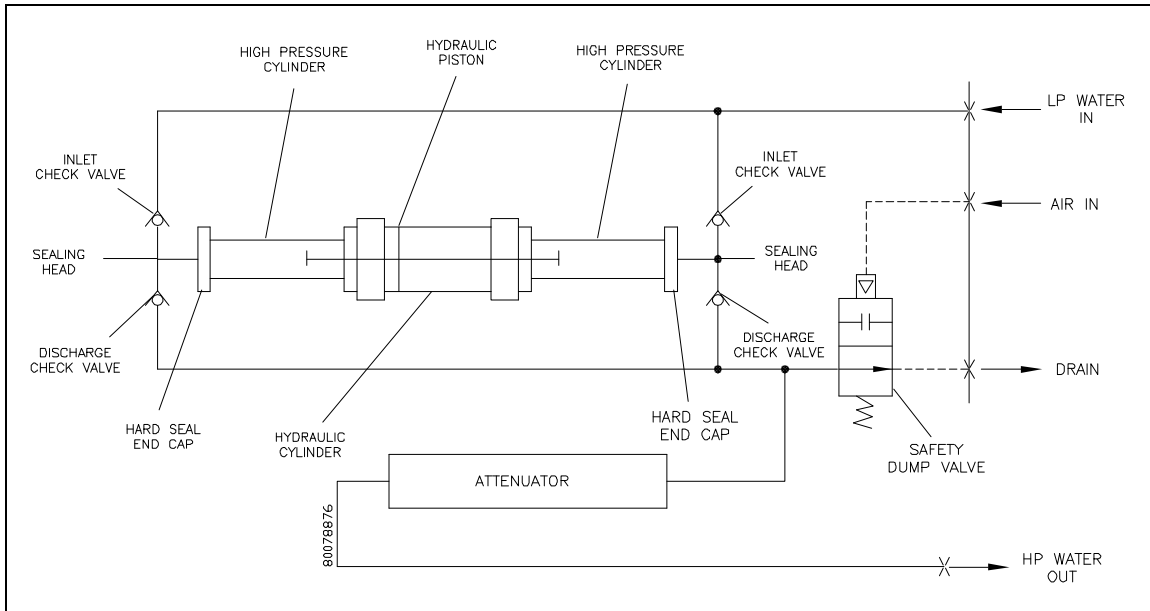 HIGH PRESSURE
CYLINDER
HYDRAULIC
PISTON
HIGH PRESSURE
CYLINDER
LP WATER
IN
INLET
CHECK VALVE
INLET
CHECK VALVE
AIR IN
SEALING
HEAD
SEALING
HEAD
DISCHARGE
CHECK VALVE
DISCHARGE
CHECK VALVE
DRAIN
HARD SEAL
END CAP
HYDRAULIC
CYLINDER
HARD SEAL
END CAP
SAFETY
DUMP VALVE
ATTENUATOR
80078876
HP WATER
OUT